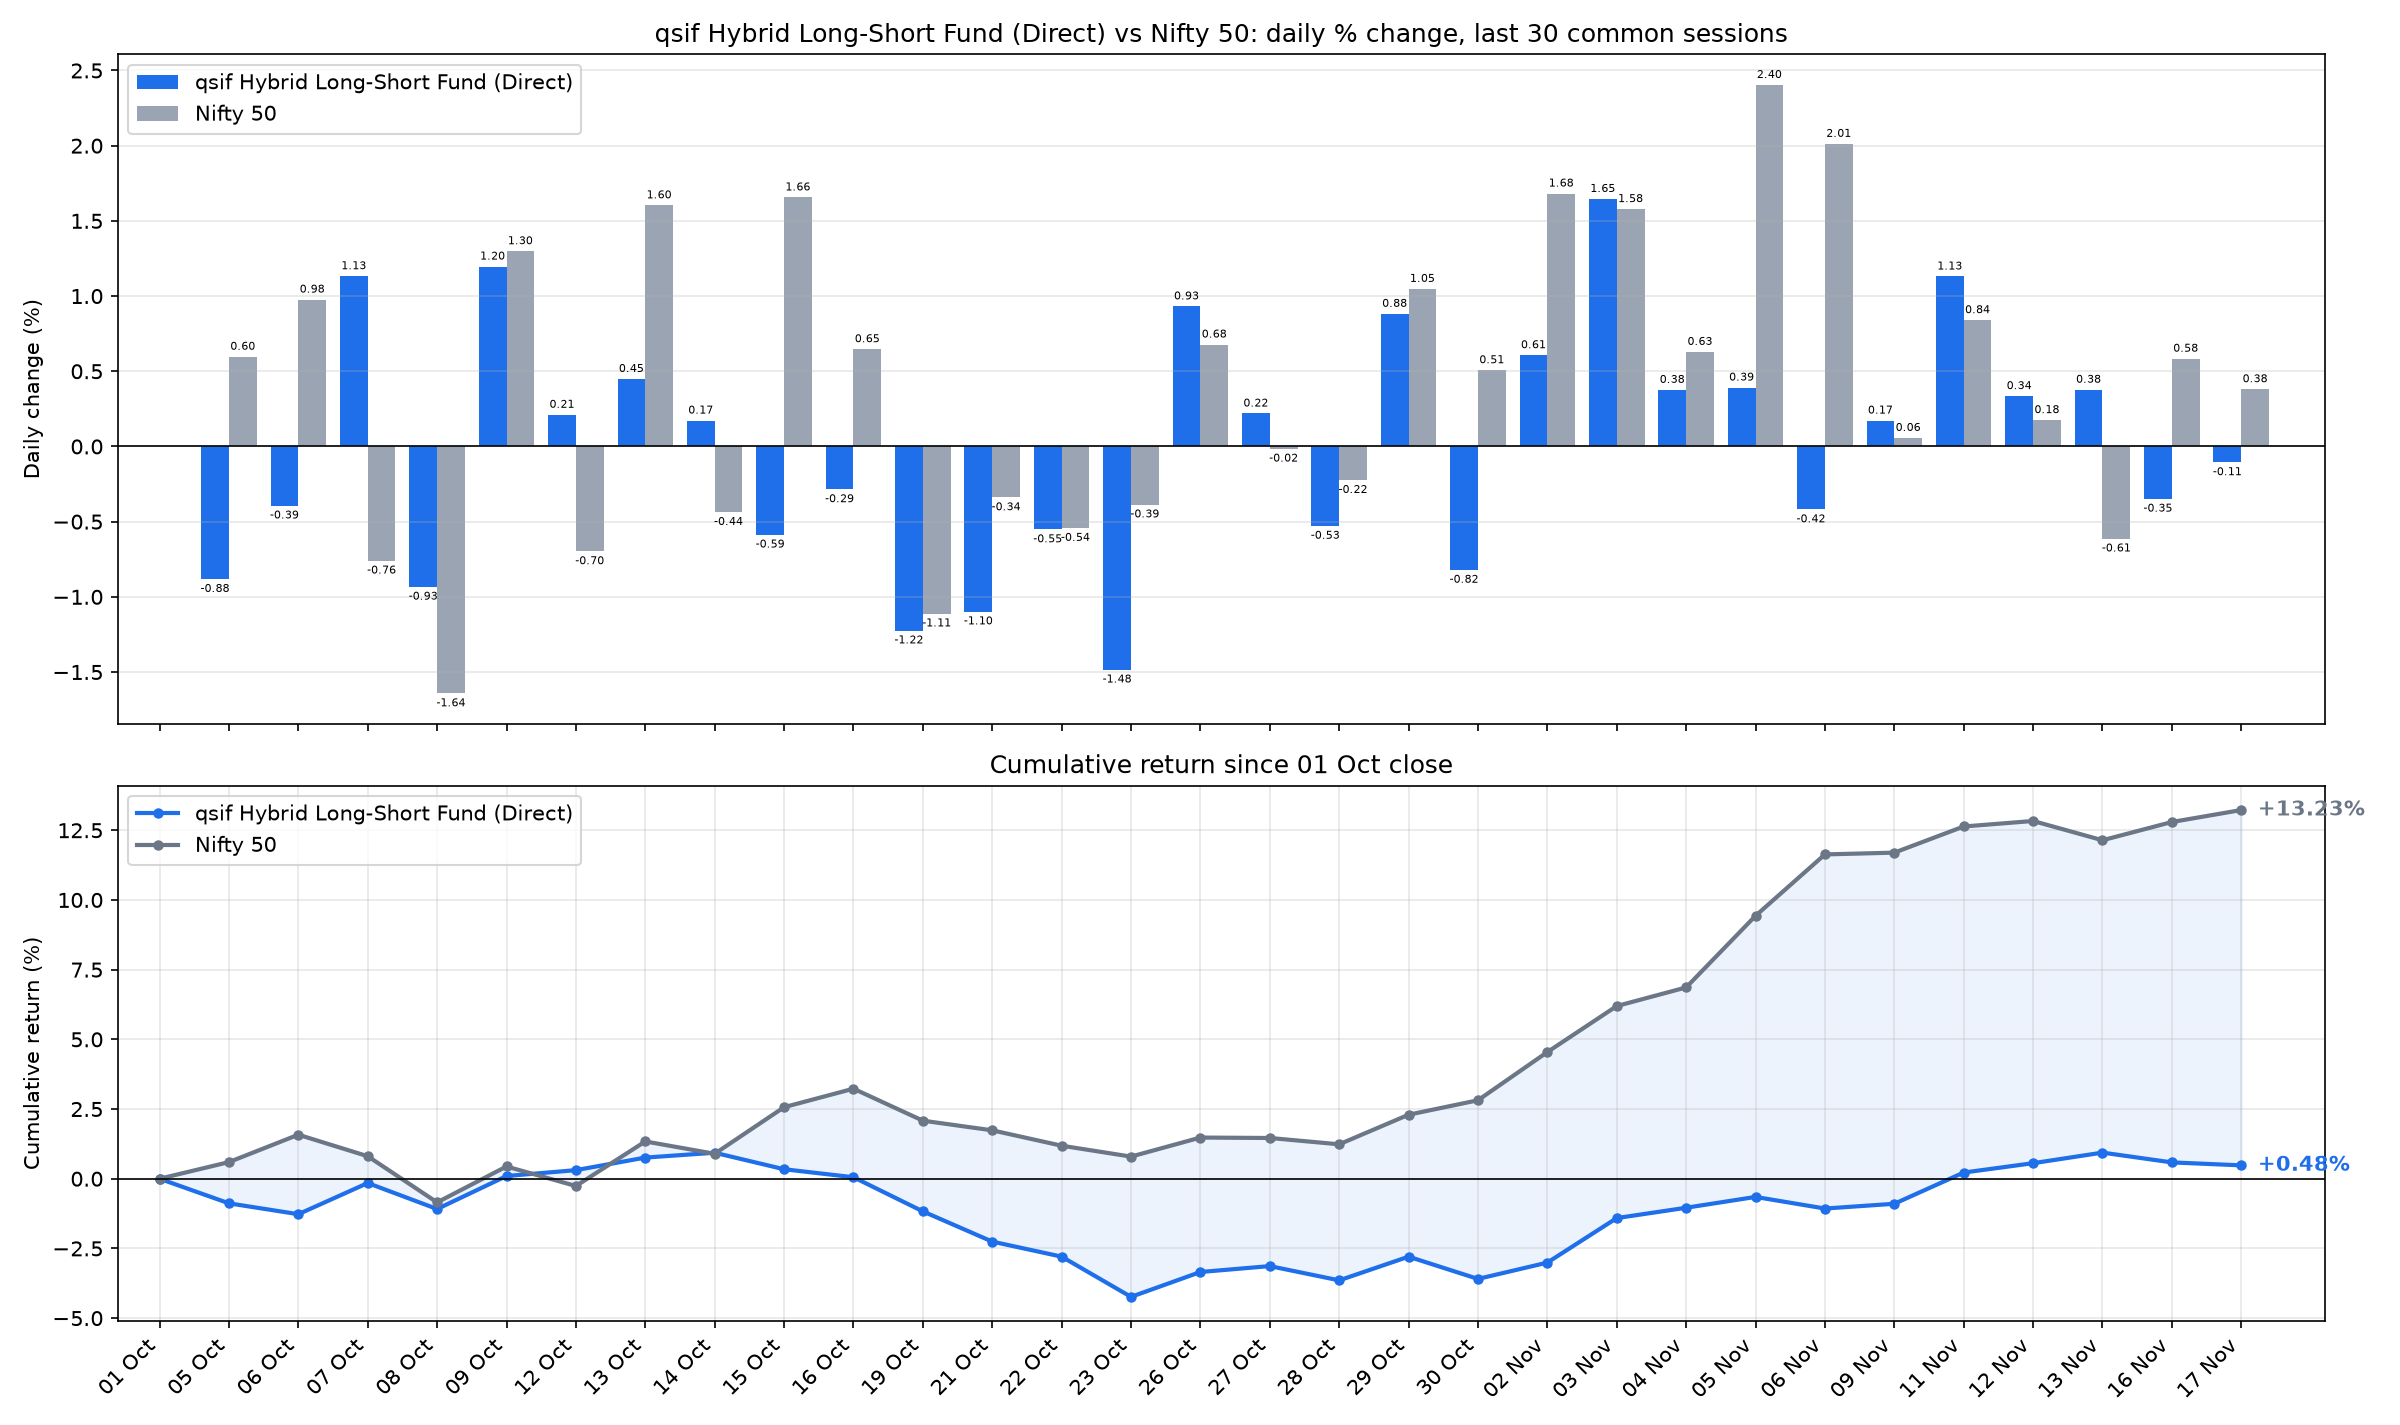 qsif Hybrid Long-Short Fund (Direct) vs Nifty 50: daily % change, last 30 common sessions
qsif Hybrid Long-Short Fund (Direct)
Nifty 50
Daily change (%)
2.5
2.0
1.5
1.0
0.5
0.0
−0.5
−1.0
−1.5
-0.88 0.60
-0.39 0.98
1.13 -0.76
-0.93 -1.64
1.20 1.30
0.21 -0.70
0.45 1.60
0.17 -0.44
-0.59 1.66
-0.29 0.65
-1.22 -1.11
-1.10 -0.34
-0.55 -0.54
-1.48 -0.39
0.93 0.68
0.22 -0.02
-0.53 -0.22
0.88 1.05
-0.82 0.51
0.61 1.68
1.65 1.58
0.38 0.63
0.39 2.40
-0.42 2.01
0.17 0.06
1.13 0.84
0.34 0.18
0.38 -0.61
-0.35 0.58
-0.11 0.38
Cumulative return since 01 Oct close
qsif Hybrid Long-Short Fund (Direct)
Nifty 50
Cumulative return (%)
12.5
10.0
7.5
5.0
2.5
0.0
−2.5
−5.0
+13.23%
+0.48%
01 Oct
05 Oct
06 Oct
07 Oct
08 Oct
09 Oct
12 Oct
13 Oct
14 Oct
15 Oct
16 Oct
19 Oct
21 Oct
22 Oct
23 Oct
26 Oct
27 Oct
28 Oct
29 Oct
30 Oct
02 Nov
03 Nov
04 Nov
05 Nov
06 Nov
09 Nov
11 Nov
12 Nov
13 Nov
16 Nov
17 Nov